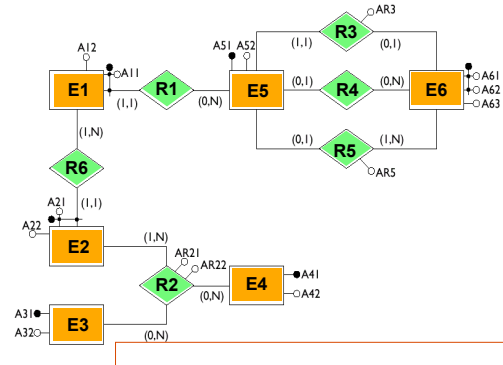 AR3
A12
A51 A52
R3
(1,1) (0,1)
A11
E1 R1 E5 R4 E6
A61
A62
A63
(1,1) (0,N) (0,1) (0,N)
(1,N)
(0,1) (1,N)
R5
AR5
R6
A21
(1,1)
A22
E2
(1,N)
AR21
AR22
R2
(0,N)
E4
A41
A42
A31
A32
E3
(0,N)